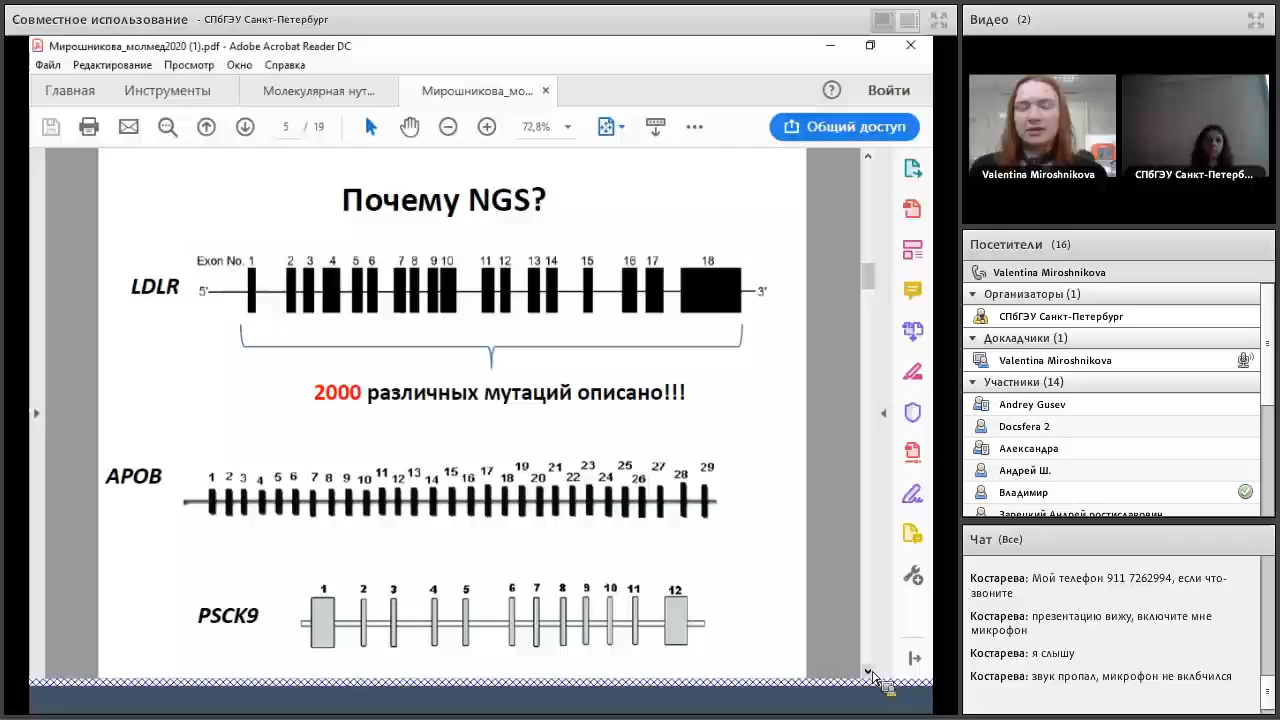 Совместное использование - СПбГЭУ Санкт-Петербург
Мирошникова_молмед2020 (1).pdf - Adobe Acrobat Reader DC
Файл Редактирование Просмотр Окно Справка
Главная Инструменты Молекулярная нут... Мирошникова_мо... × Войти
5 / 19 72,8% Общий доступ
Почему NGS?
Exon No. 1 2 3 4 5 6 7 8 9 10 11 12 13 14 15 16 17 18
LDLR 5' 3'
2000 различных мутаций описано!!!
APOB 1 2 3 4 5 6 7 8 9 10 11 12 13 14 15 16 17 18 19 20 21 22 23 24 25 26 27 28 29
1 2 3 4 5 6 7 8 9 10 11 12
PSCK9
Видео (2)
Valentina Miroshnikova СПбГЭУ Санкт-Петерб...
Посетители (16)
Valentina Miroshnikova
Организаторы (1)
СПбГЭУ Санкт-Петербург
Докладчики (1)
Valentina Miroshnikova
Участники (14)
Andrey Gusev
Docsfera 2
Александра
Андрей Ш.
Владимир
Зарецкий Андрей ростиславович
Чат (Все)
Костарева: Мой телефон 911 7262994, если что-
звоните
Костарева: презентацию вижу, включите мне
микрофон
Костарева: я слышу
Костарева: звук пропал, микрофон не вклбчился